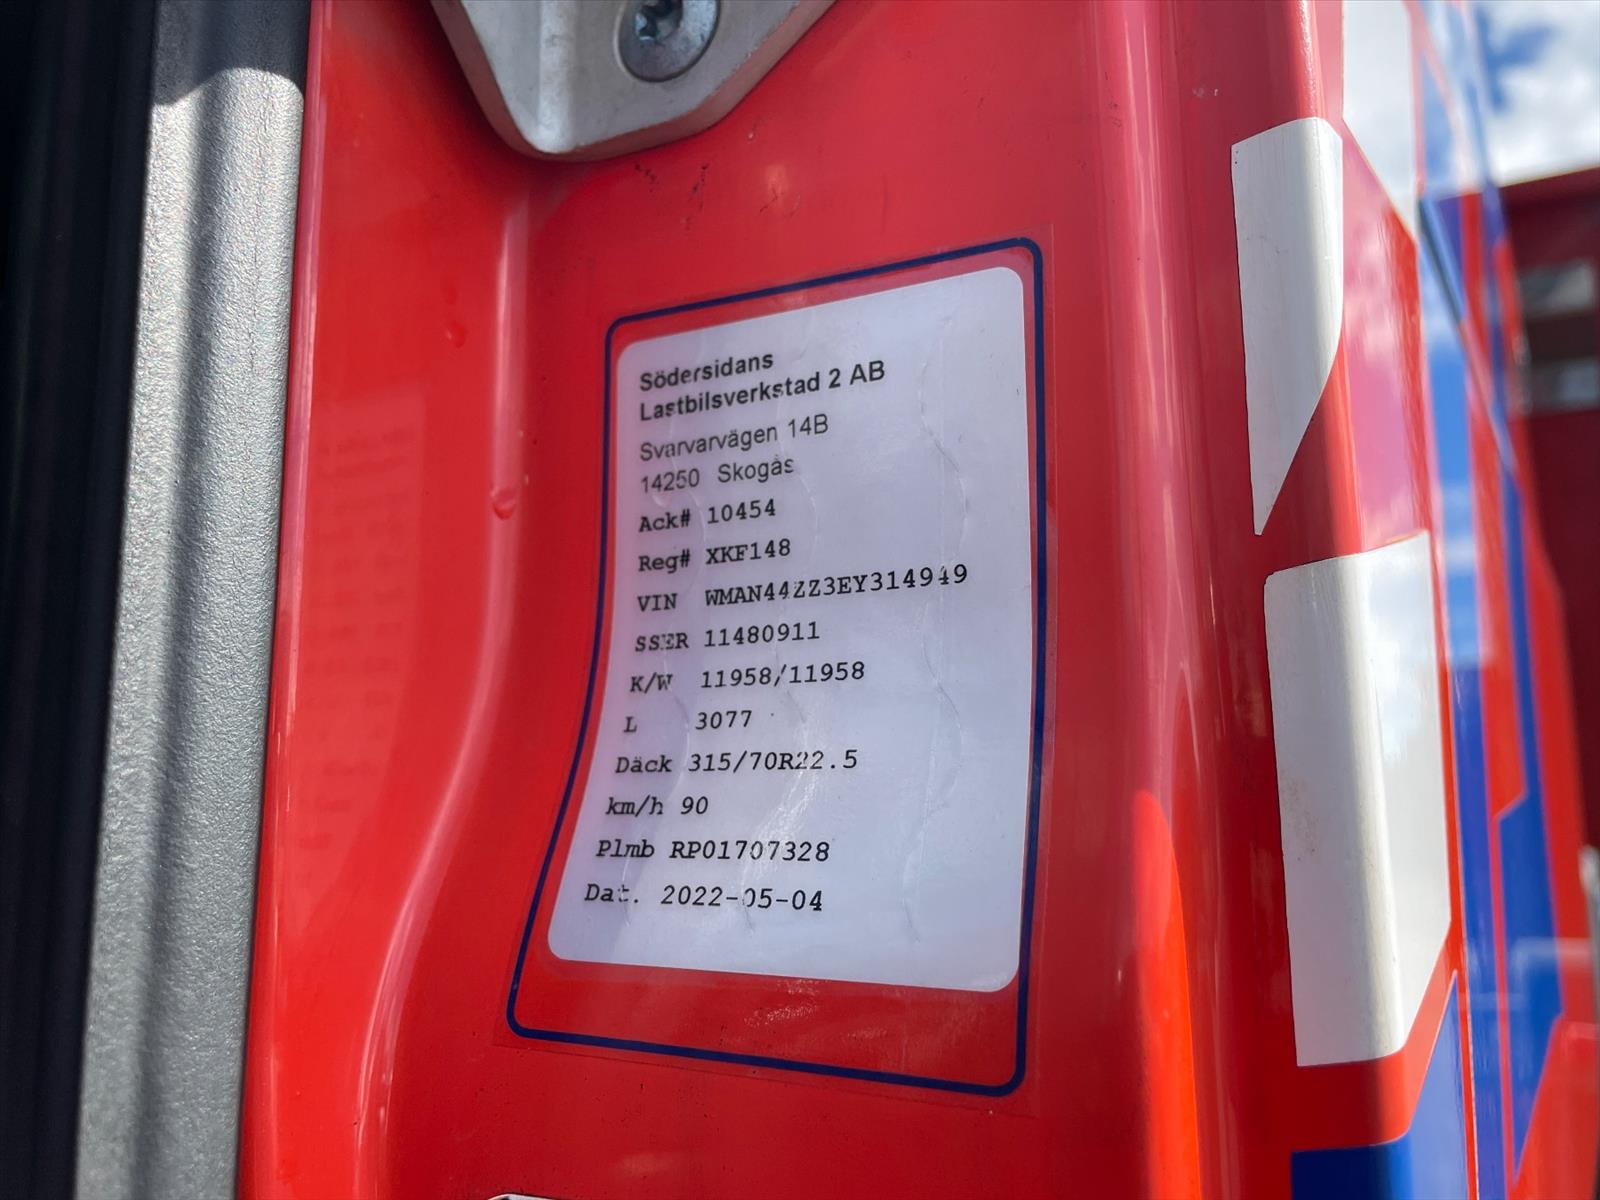 Södersidans
Lastbilsverkstad 2 AB
Svarvarvägen 14B
14250 Skogås
Ack# 10454
Reg# XKF148
VIN WMAN44ZZ3EY314949
SSER 11480911
K/W 11958/11958
L 3077
Däck 315/70R22.5
km/h 90
Plmb RP01707328
Dat. 2022-05-04